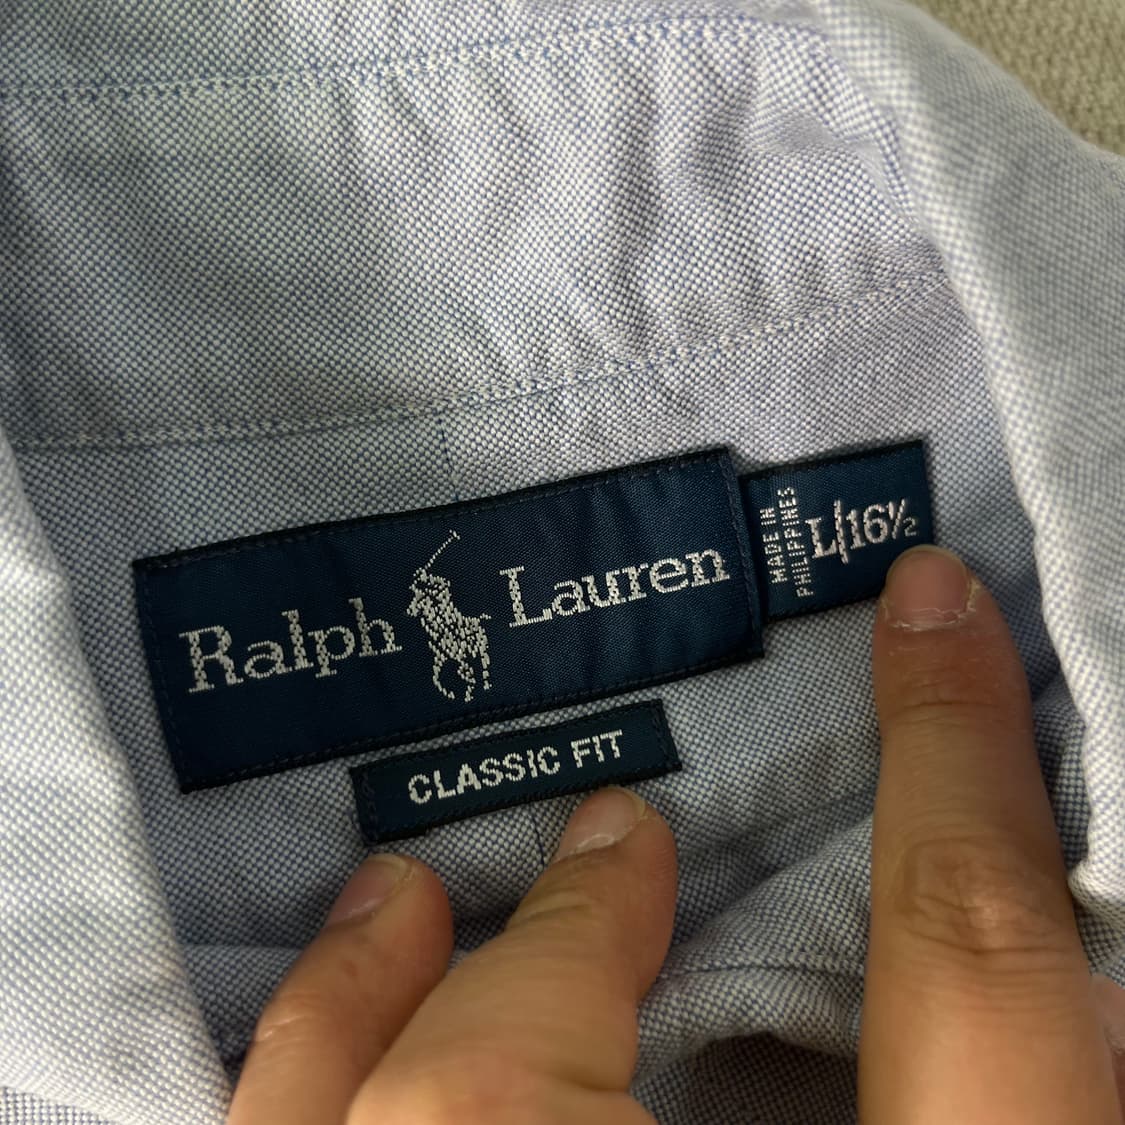 Ralph Lauren
MADE IN
PHILIPPINES
L/16½
CLASSIC FIT